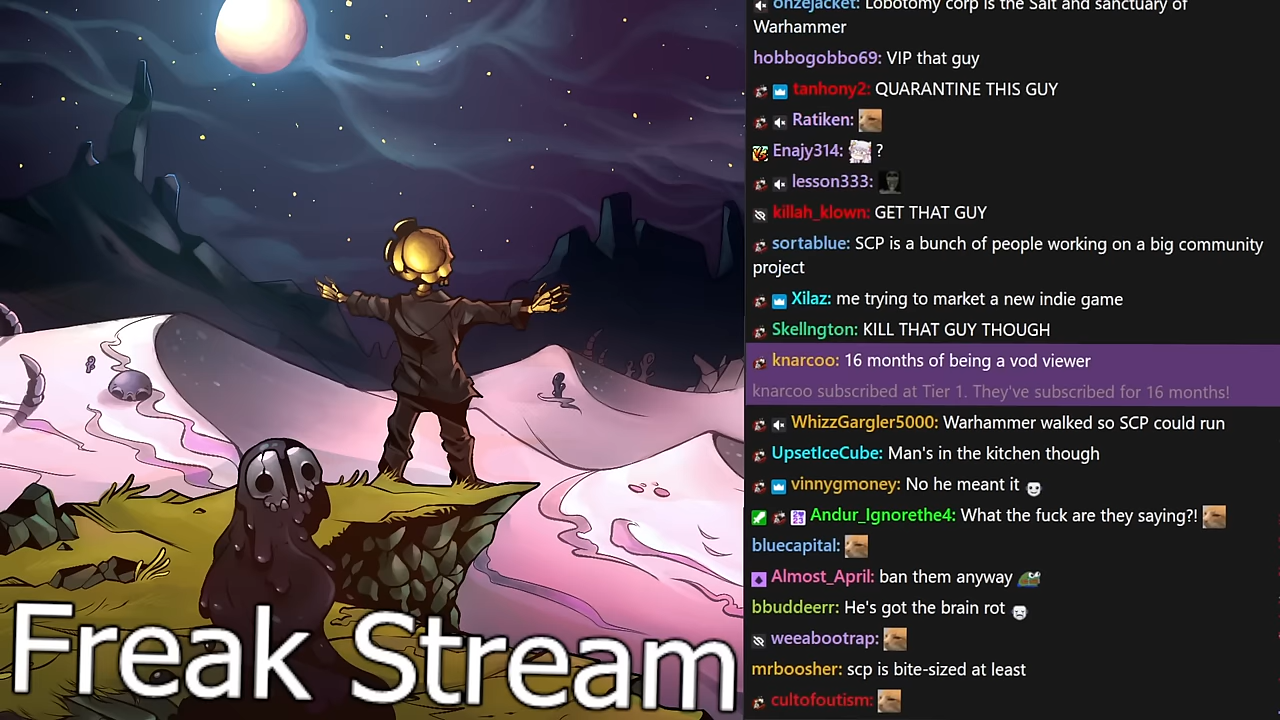 onzejacket: Lobotomy corp is the Salt and sanctuary of
Warhammer
hobbogobbo69: VIP that guy
tanhony2: QUARANTINE THIS GUY
Ratiken:
Enajy314: ?
lesson333:
killah_klown: GET THAT GUY
sortablue: SCP is a bunch of people working on a big community
project
Xilaz: me trying to market a new indie game
Skellngton: KILL THAT GUY THOUGH
knarcoo: 16 months of being a vod viewer
knarcoo subscribed at Tier 1. They've subscribed for 16 months!
WhizzGargler5000: Warhammer walked so SCP could run
UpsetIceCube: Man's in the kitchen though
vinnygmoney: No he meant it
Andur_Ignorethe4: What the fuck are they saying?!
bluecapital:
Almost_April: ban them anyway
bbuddeerr: He's got the brain rot
weeabootrap:
mrboosher: scp is bite-sized at least
cultofoutism:
Freak Stream